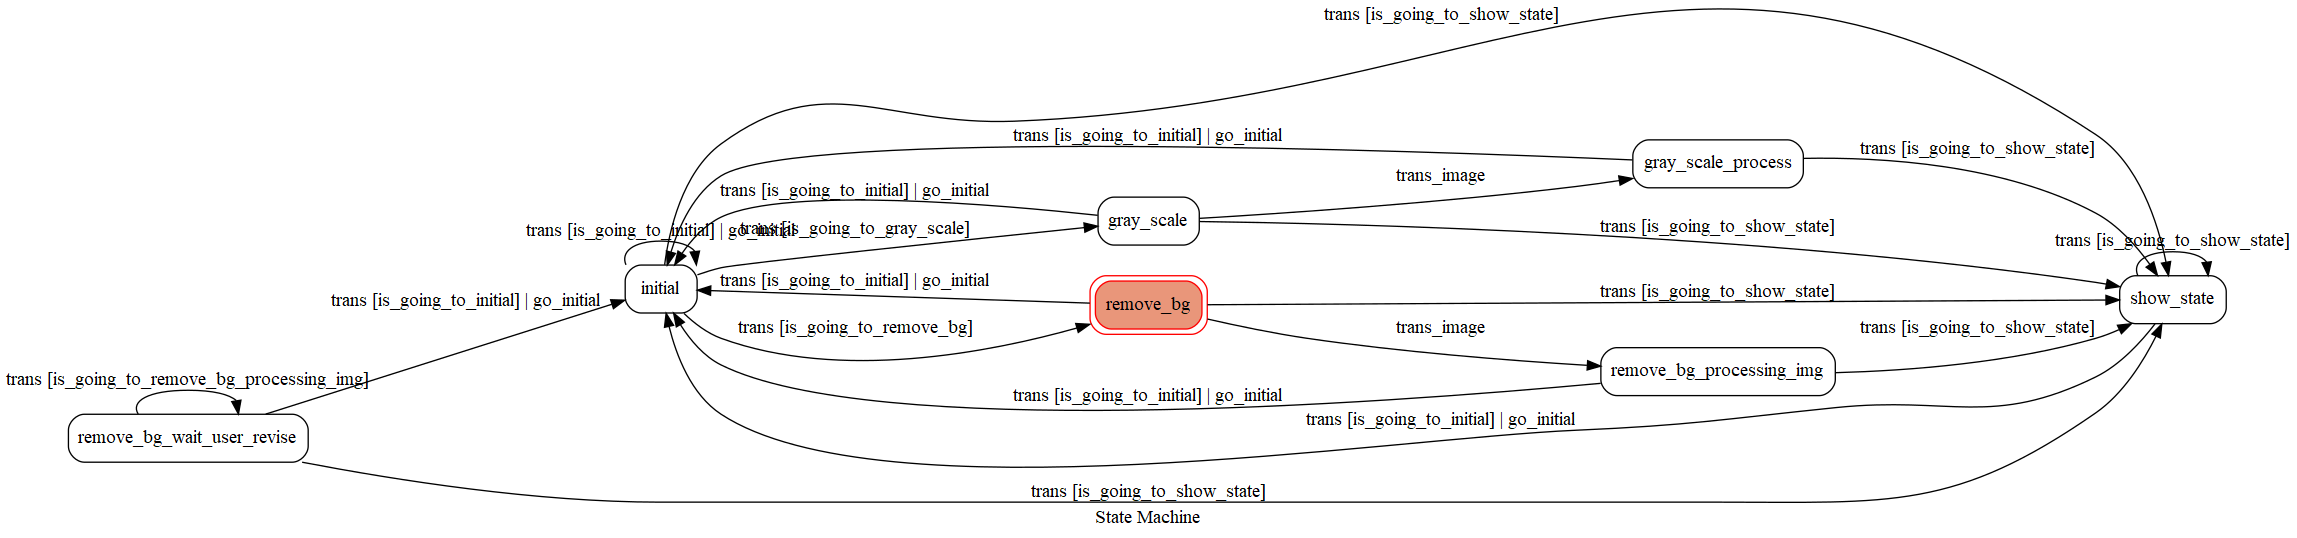 trans [is_going_to_show_state]
trans [is_going_to_initial] | go_initial
gray_scale_process
trans [is_going_to_show_state]
trans_image
trans [is_going_to_initial] | go_initial
gray_scale
trans [is_going_to_initial] | go_initial
trans [is_going_to_gray_scale]
trans [is_going_to_show_state]
trans [is_going_to_show_state]
initial
trans [is_going_to_initial] | go_initial
trans [is_going_to_initial] | go_initial
remove_bg
trans [is_going_to_show_state]
show_state
trans [is_going_to_remove_bg]
trans_image
trans [is_going_to_show_state]
remove_bg_processing_img
trans [is_going_to_remove_bg_processing_img]
trans [is_going_to_initial] | go_initial
trans [is_going_to_initial] | go_initial
remove_bg_wait_user_revise
trans [is_going_to_show_state]
State Machine